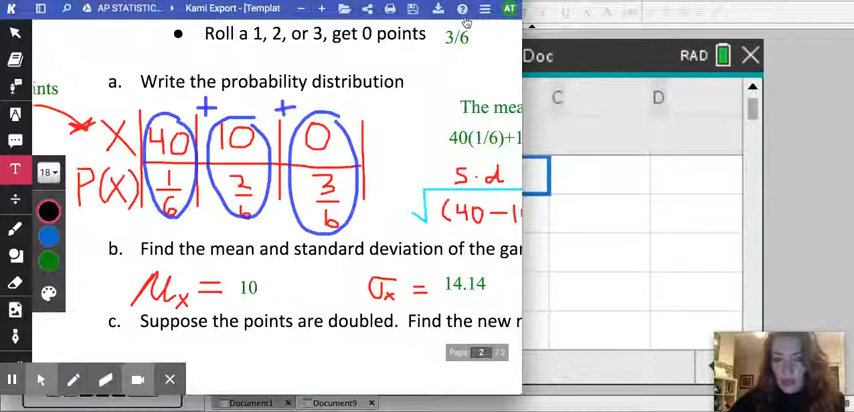 AP STATISTIC... Kami Export - [Templat AT
• Roll a 1, 2, or 3, get 0 points 3/6
ints
a. Write the probability distribution
+ +
X 40 10 0
P(X) 1/6 2/6 3/6
The mea
40(1/6)+1
s.d
√(40-1
b. Find the mean and standard deviation of the gar
μx = 10 σx = 14.14
c. Suppose the points are doubled. Find the new r
Page 2 / 2
18
T
Doc RAD
C D
Document1 Document9